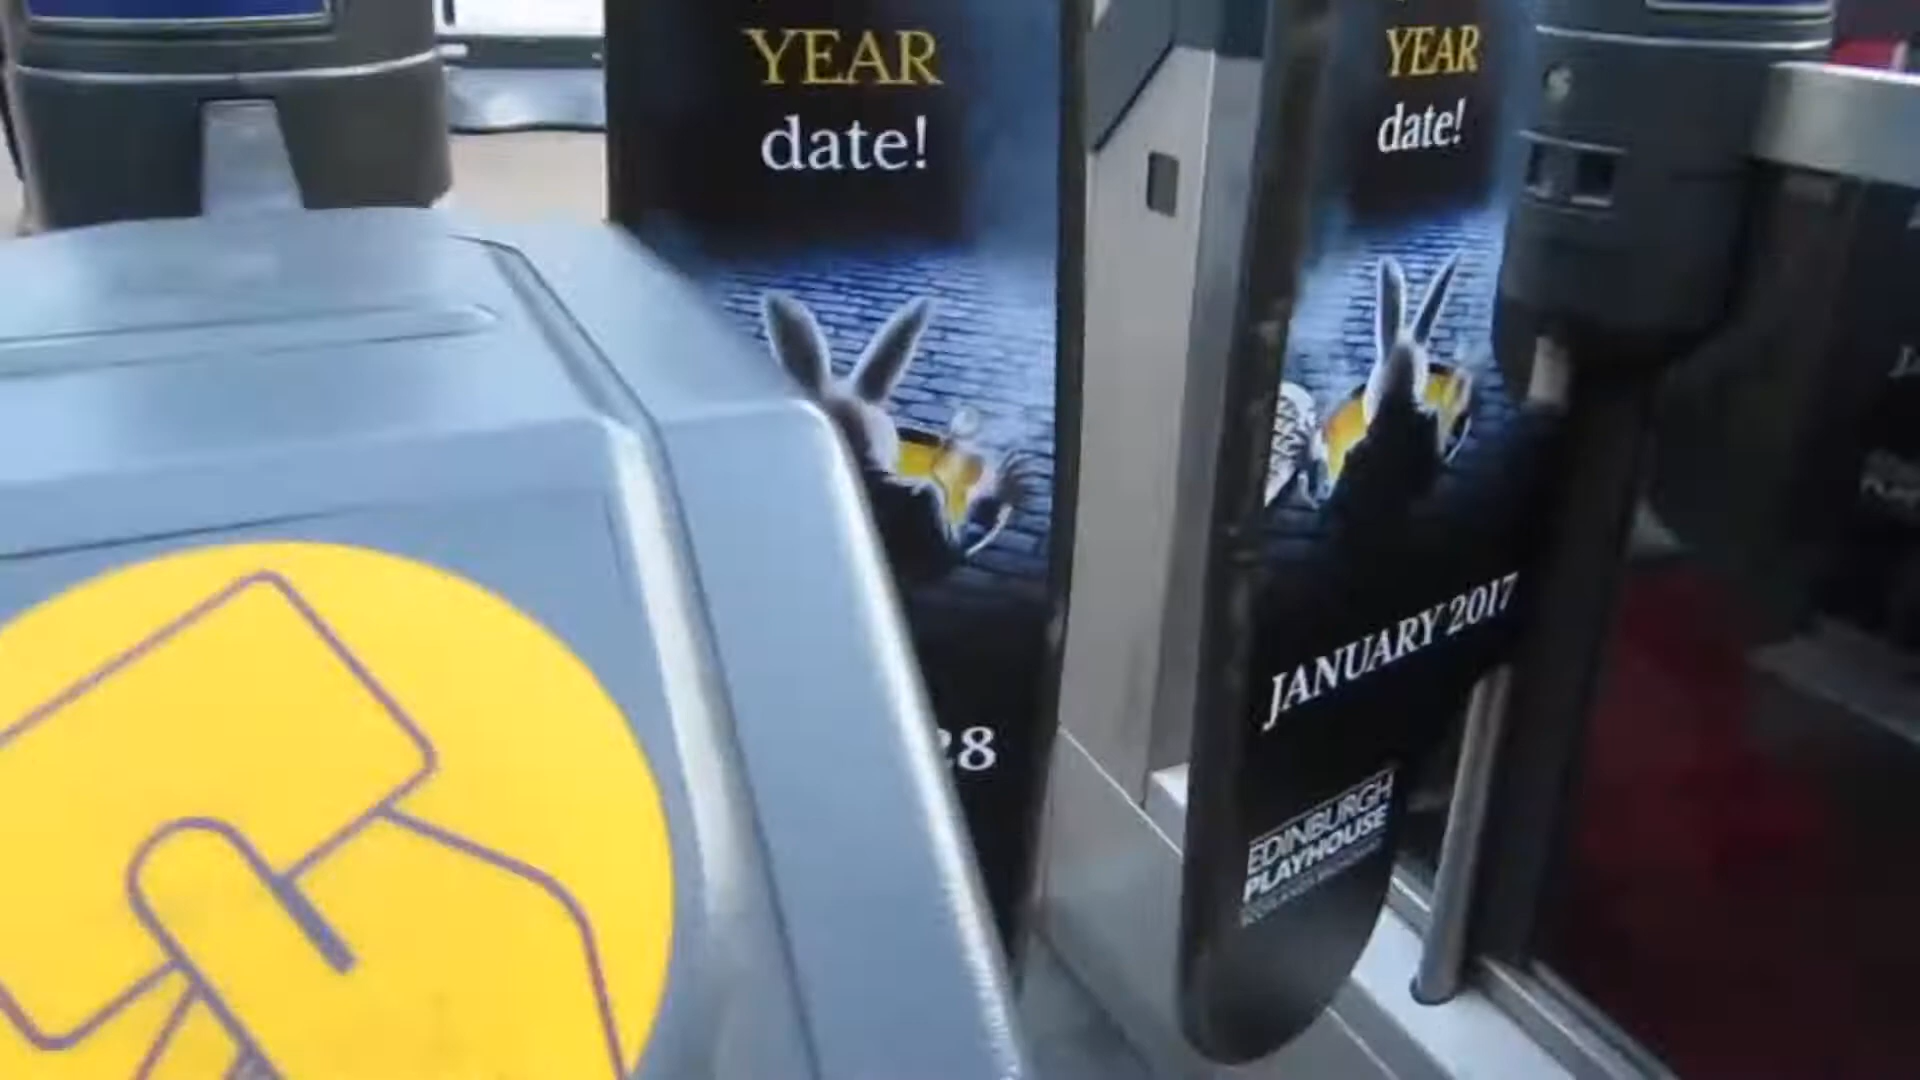 YEAR
date!
28
YEAR
date!
JANUARY 2017
EDINBURGH
PLAYHOUSE